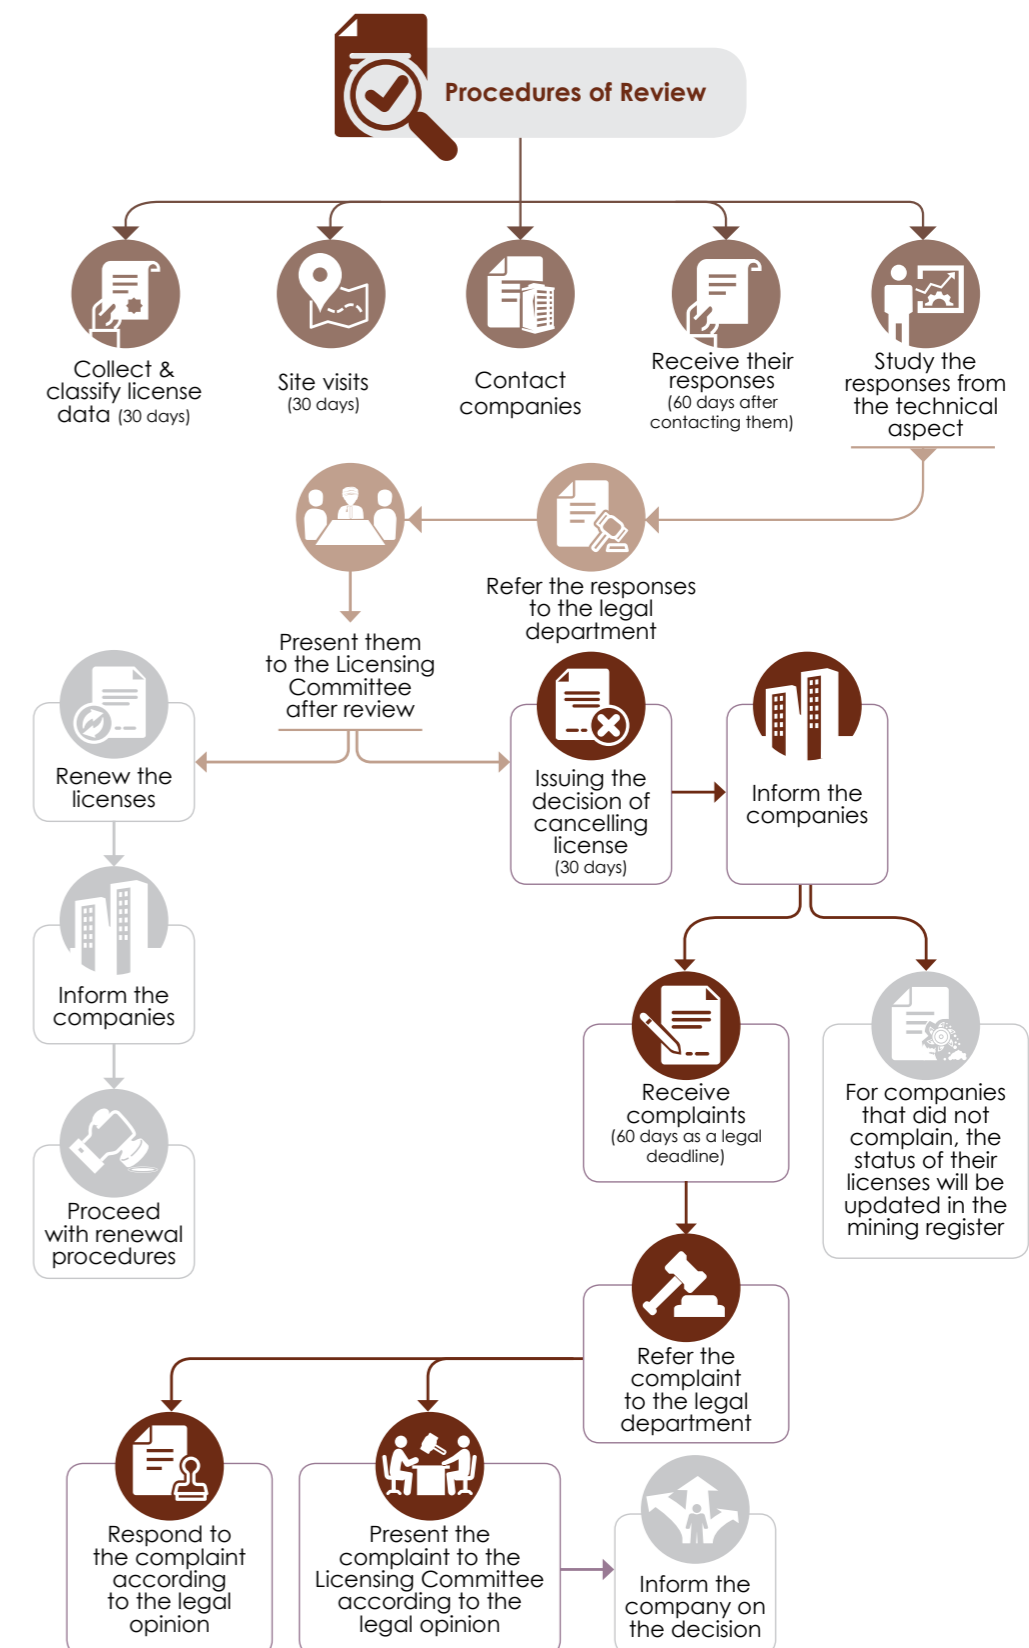 Procedures of Review
Collect &
classify license
data (30 days)
Site visits
(30 days)
Contact
companies
Receive their
responses
(60 days after
contacting them)
Study the
responses from
the technical
aspect
Refer the responses
to the legal
department
Present them
to the Licensing
Committee
after review
Renew the
licenses
Inform the
companies
Proceed
with renewal
procedures
Issuing the
decision of
cancelling
license
(30 days)
Inform the
companies
Receive
complaints
(60 days as a legal
deadline)
For companies
that did not
complain, the
status of their
licenses will be
updated in the
mining register
Refer the
complaint
to the legal
department
Respond to
the complaint
according
to the legal
opinion
Present the
complaint to the
Licensing Committee
according to the
legal opinion
Inform the
company on
the decision